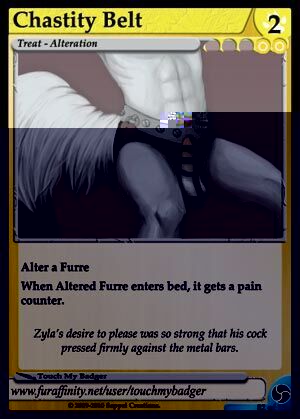 Chastity Belt
2
Treat - Alteration
Alter a Furre
When Altered Furre enters bed, it gets a pain
counter.
Zyla's desire to please was so strong that his cock
pressed firmly against the metal bars.
Touch My Badger
www.furaffinity.net/user/touchmybadger